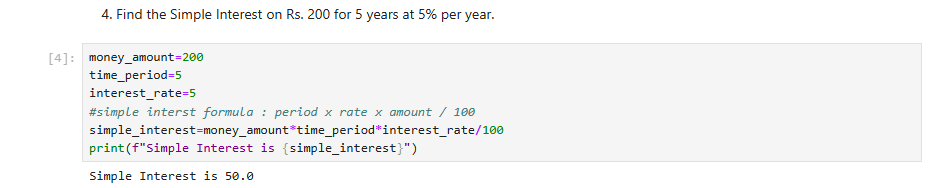 4. Find the Simple Interest on Rs. 200 for 5 years at 5% per year.
[4]: money_amount=200
time_period=5
interest_rate=5
#simple interst formula : period x rate x amount / 100
simple_interest=money_amount*time_period*interest_rate/100
print(f"Simple Interest is {simple_interest}")
Simple Interest is 50.0